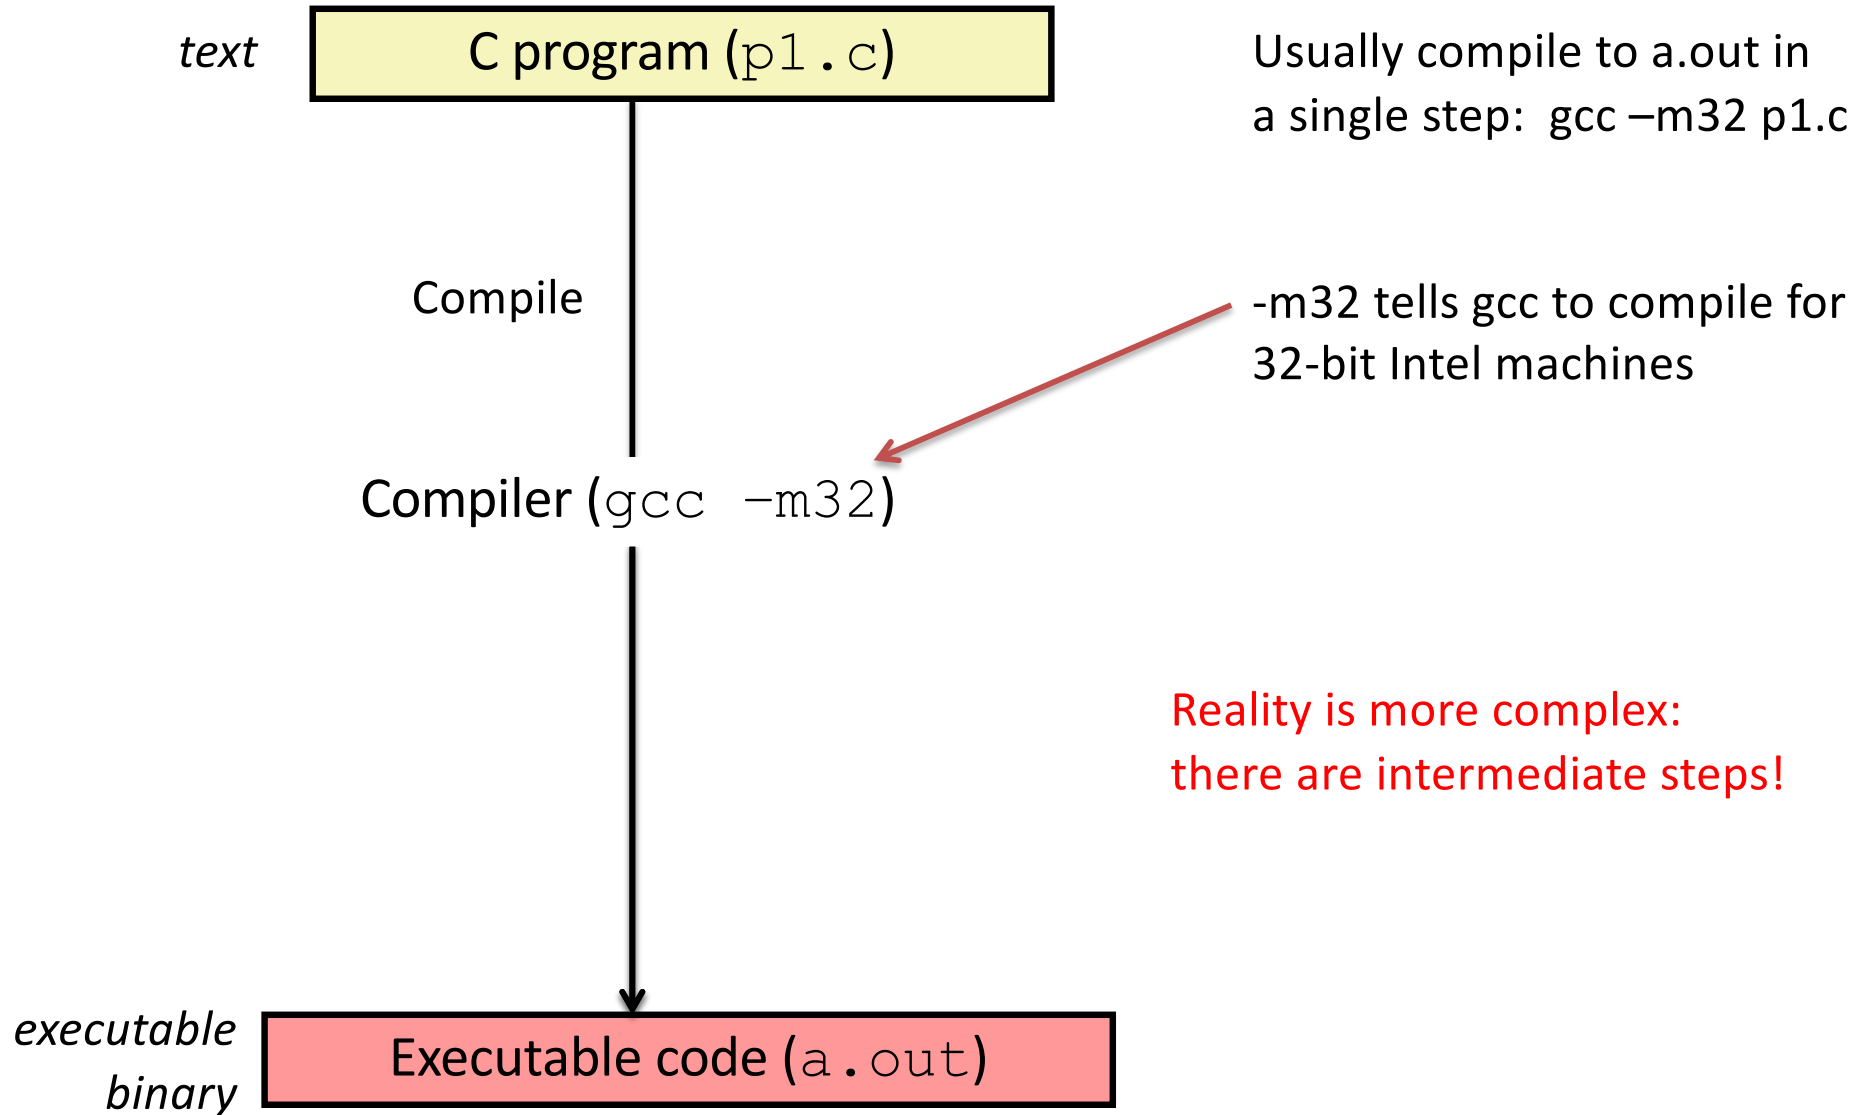 text
C program (p1.c)
Usually compile to a.out in
a single step:  gcc –m32 p1.c
Compile
-m32 tells gcc to compile for
32-bit Intel machines
Compiler (gcc –m32)
Reality is more complex:
there are intermediate steps!
executable
binary
Executable code (a.out)